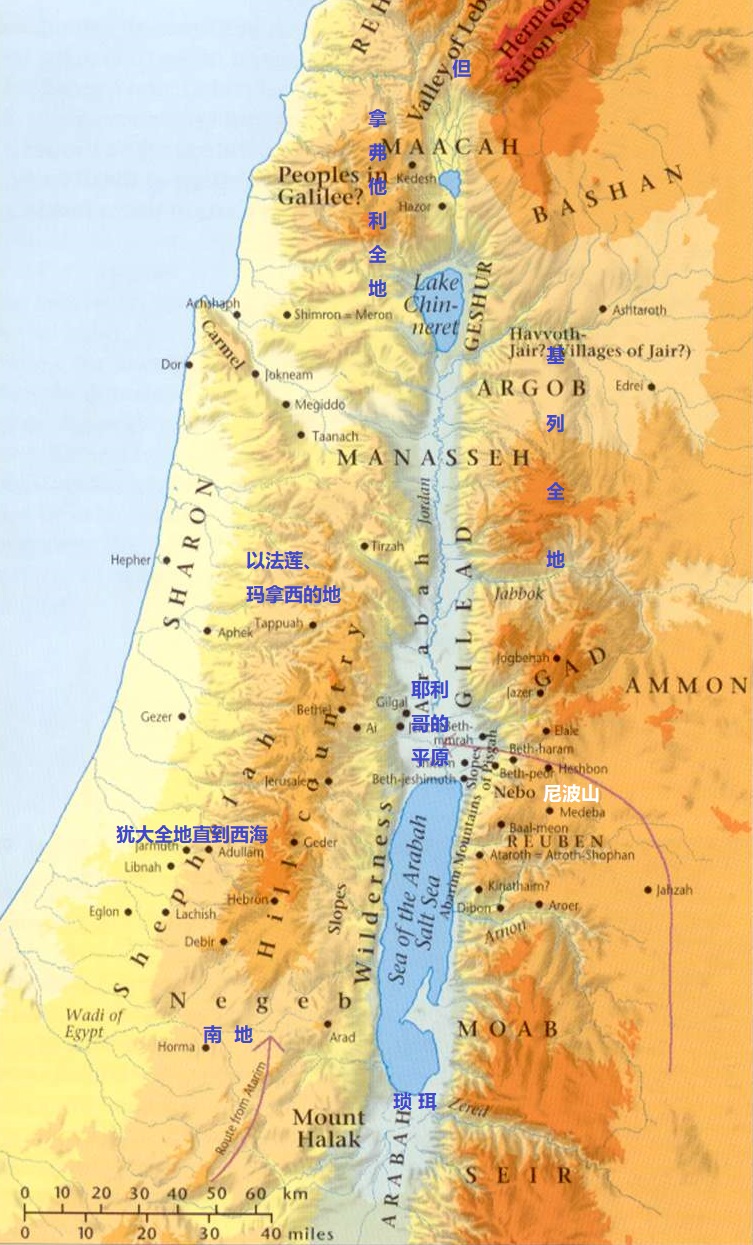 REH
Valley of Leb
Hermon
Sirion Seni
但
拿弗他利全地
MAACAH
Peoples in
Galilee?
Kedesh
Hazor
BASHAN
Lake
Chin-
neret
GESHUR
Achshaph
Shimron = Meron
Ashtaroth
Carmel
Havvoth-
Jair? (Villages of Jair?)
基列全地
Dor
Jokneam
ARGOB
Edrei
Megiddo
Taanach
MANASSEH
Jordan
SHARON
Hepher
Tirzah
以法莲、
玛拿西的地
Arabah
GILEAD
Jabbok
Aphek
Tappuah
Jogbehah
GAD
AMMON
耶利
哥的
平原
Jazer
Gilgal
Bethel
Gezer
Ai
Beth-
nimrah
Elale
Slopes
of Pisgah
Beth-haram
Beth-peor
Heshbon
Beth-jeshimoth
Jerusalem
Nebo
尼波山
Medeba
Baal-meon
REUBEN
犹大全地直到西海
Jarmuth
Adullam
Geder
Libnah
Ataroth = Atroth-Shophan
Abarim Mountains
Kiriathaim?
Jahzah
Hebron
Eglon
Lachish
Dibon
Aroer
Arnon
Debir
Shephelah
Hill country
Slopes
Wilderness
Sea of the Arabah
Salt Sea
Negeb
Wadi of
Egypt
南 地
Arad
MOAB
Horma
Route from Atarim
琐 珥
Zered
Mount
Halak
ARABAH
SEIR
0 10 20 30 40 50 60 km
0 10 20 30 40 miles